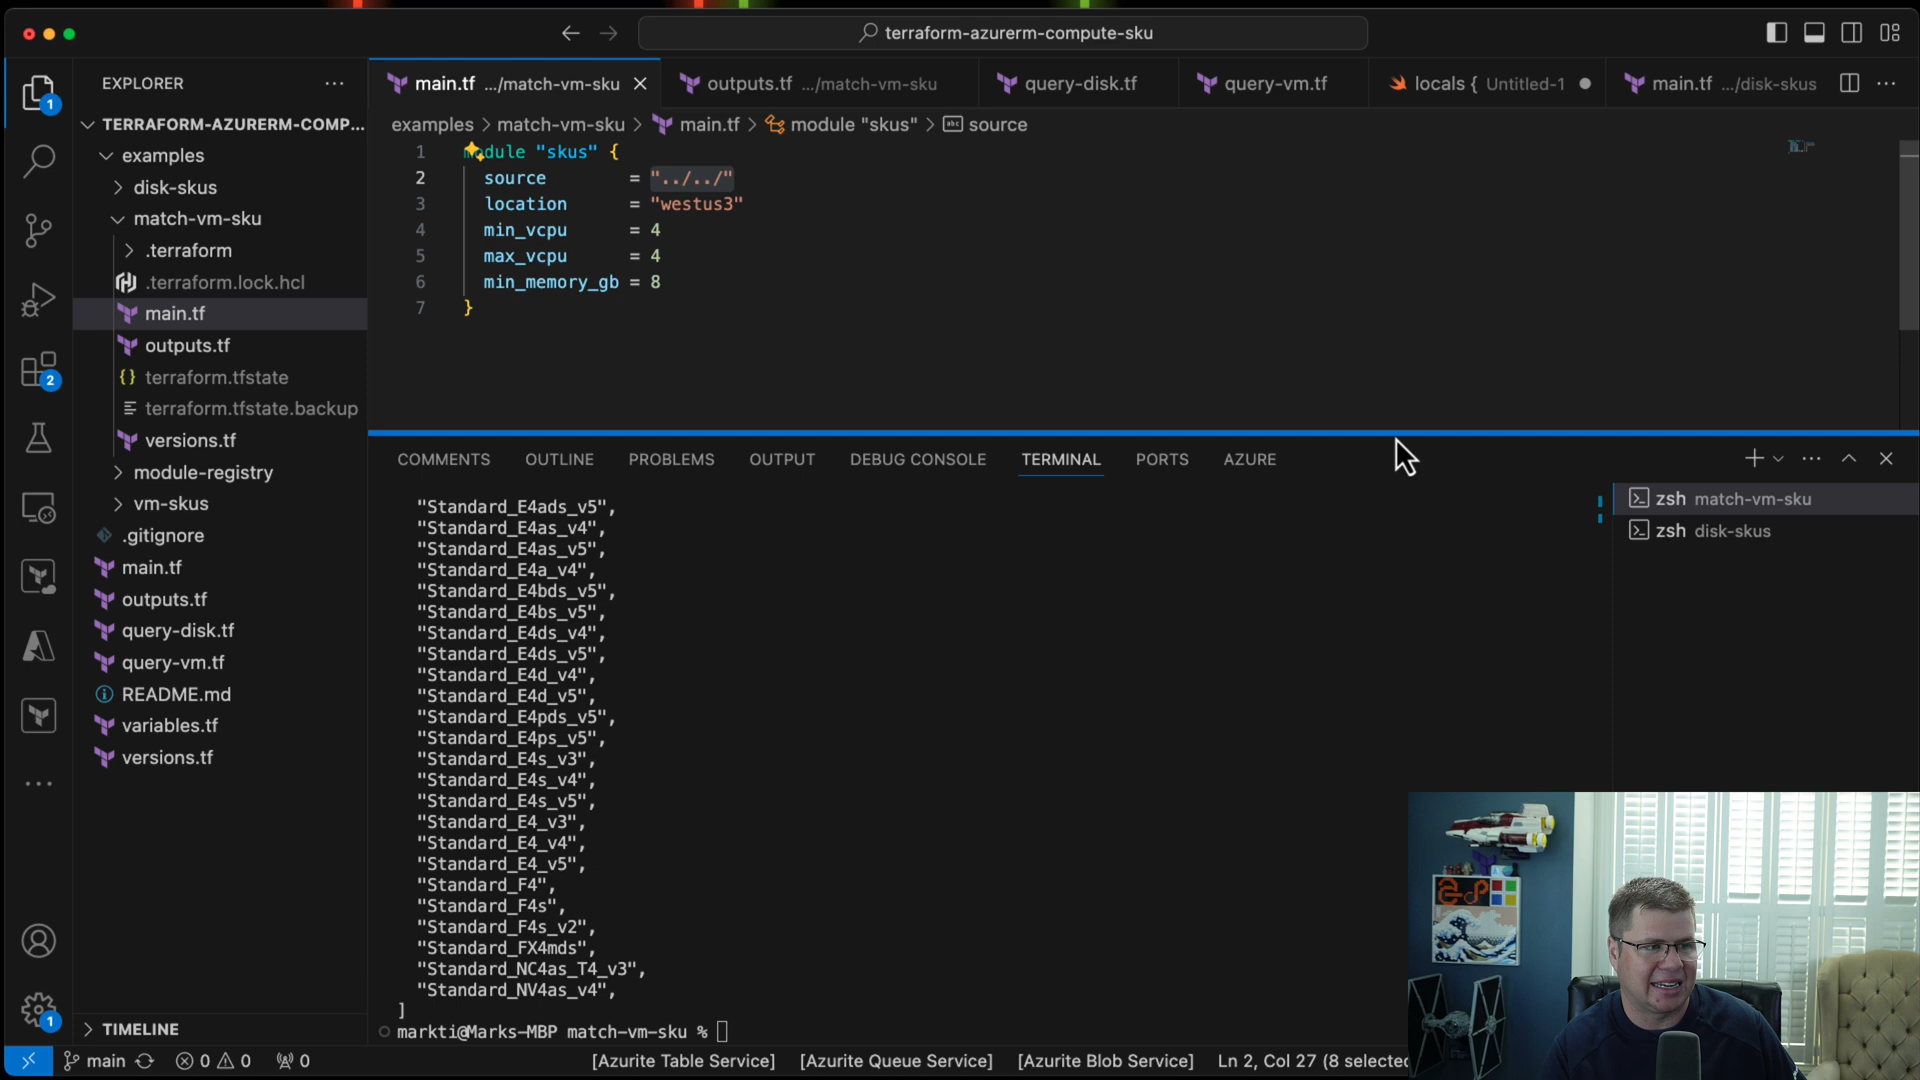 terraform-azurerm-compute-sku
EXPLORER
main.tf .../match-vm-sku
outputs.tf .../match-vm-sku
query-disk.tf
query-vm.tf
locals { Untitled-1
main.tf .../disk-skus
TERRAFORM-AZURERM-COMP...
examples
disk-skus
match-vm-sku
.terraform
.terraform.lock.hcl
main.tf
outputs.tf
terraform.tfstate
terraform.tfstate.backup
versions.tf
module-registry
vm-skus
.gitignore
main.tf
outputs.tf
query-disk.tf
query-vm.tf
README.md
variables.tf
versions.tf
TIMELINE
1
2
1
examples > match-vm-sku > main.tf > module "skus" > source
1 module "skus" {
2 source = "../../"
3 location = "westus3"
4 min_vcpu = 4
5 max_vcpu = 4
6 min_memory_gb = 8
7 }
COMMENTS OUTLINE PROBLEMS OUTPUT DEBUG CONSOLE TERMINAL PORTS AZURE
"Standard_E4ads_v5",
"Standard_E4as_v4",
"Standard_E4as_v5",
"Standard_E4a_v4",
"Standard_E4bds_v5",
"Standard_E4bs_v5",
"Standard_E4ds_v4",
"Standard_E4ds_v5",
"Standard_E4d_v4",
"Standard_E4d_v5",
"Standard_E4pds_v5",
"Standard_E4ps_v5",
"Standard_E4s_v3",
"Standard_E4s_v4",
"Standard_E4s_v5",
"Standard_E4_v3",
"Standard_E4_v4",
"Standard_E4_v5",
"Standard_F4",
"Standard_F4s",
"Standard_F4s_v2",
"Standard_FX4mds",
"Standard_NC4as_T4_v3",
"Standard_NV4as_v4",
]
markti@Marks-MBP match-vm-sku %
zsh match-vm-sku
zsh disk-skus
main 0 0 0 [Azurite Table Service] [Azurite Queue Service] [Azurite Blob Service] Ln 2, Col 27 (8 selected